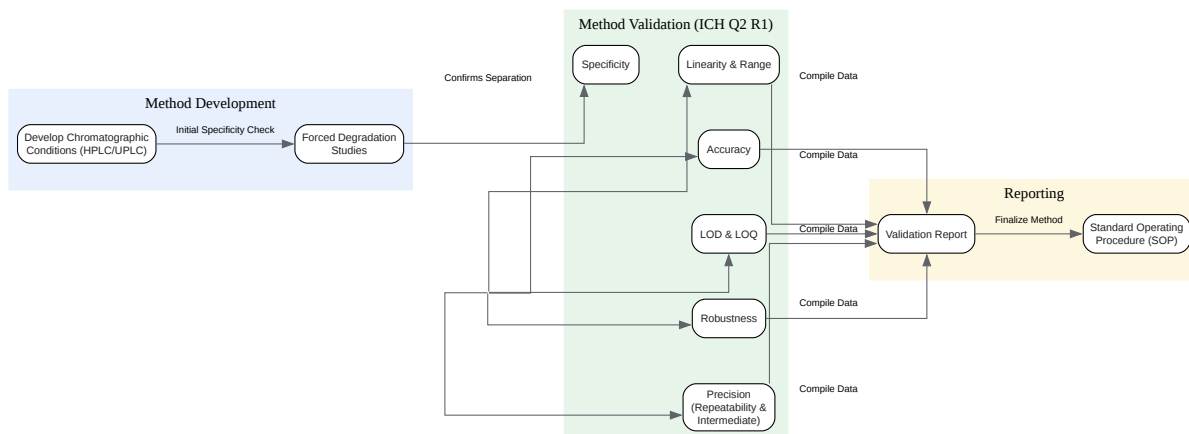 Method Validation (ICH Q2 R1)
Specificity
Linearity & Range
Confirms Separation
Compile Data
Method Development
Develop Chromatographic
Conditions (HPLC/UPLC)
Initial Specificity Check
Forced Degradation
Studies
Accuracy
Compile Data
Reporting
LOD & LOQ
Compile Data
Validation Report
Finalize Method
Standard Operating
Procedure (SOP)
Robustness
Compile Data
Precision
(Repeatability &
Intermediate)
Compile Data